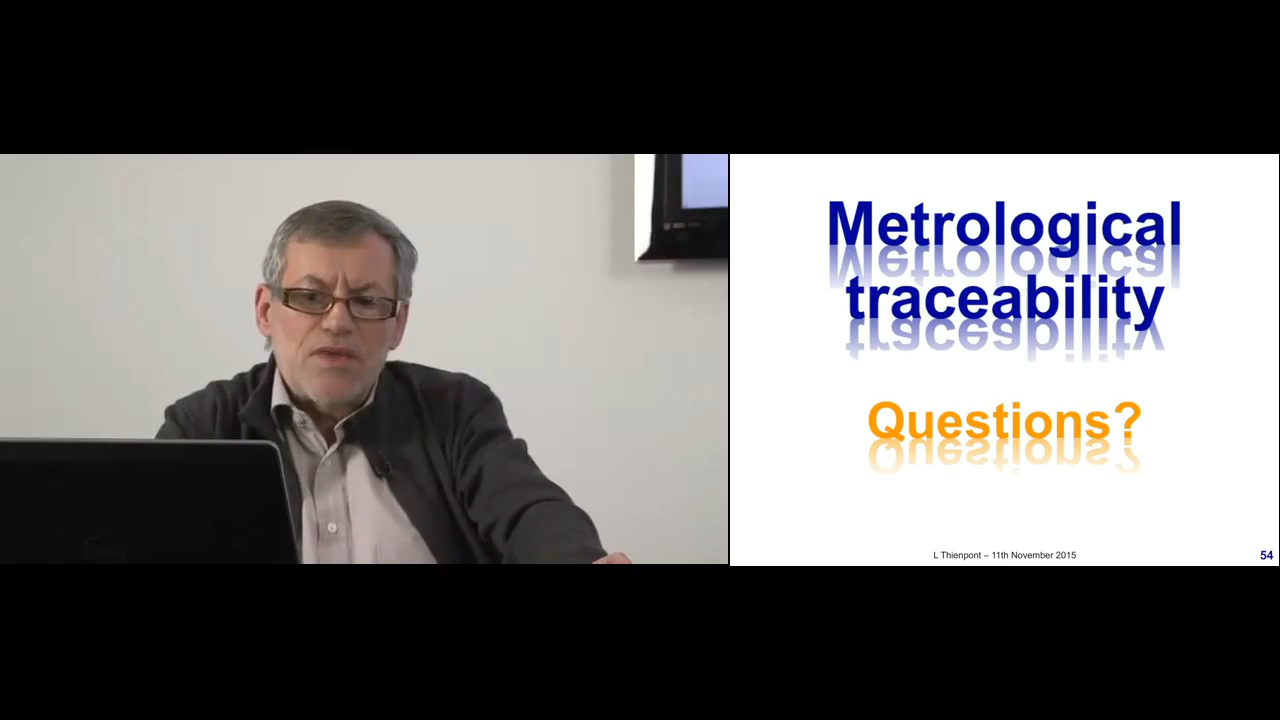 Metrological
traceability
Questions?
L Thienpont – 11th November 2015
54